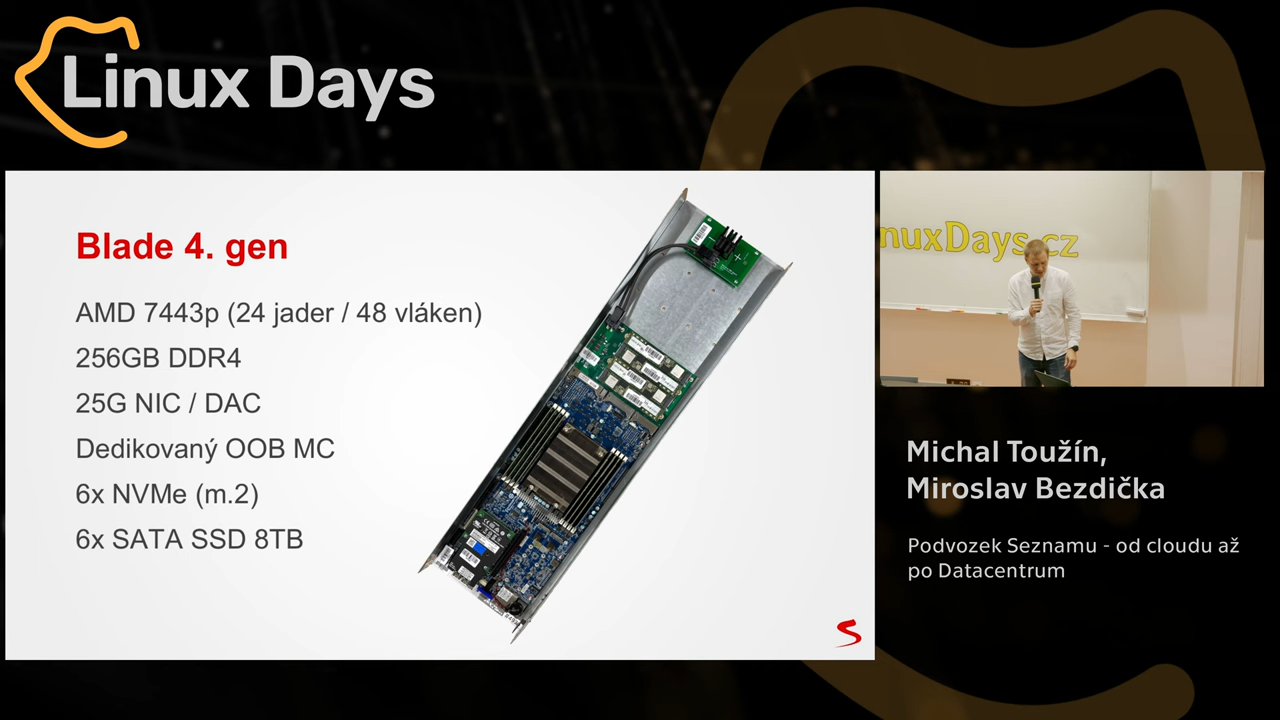 Linux Days
Blade 4. gen
AMD 7443p (24 jader / 48 vláken)
256GB DDR4
25G NIC / DAC
Dedikovaný OOB MC
6x NVMe (m.2)
6x SATA SSD 8TB
nuxDays.cz
Michal Toužín,
Miroslav Bezdička
Podvozek Seznamu - od cloudu až
po Datacentrum